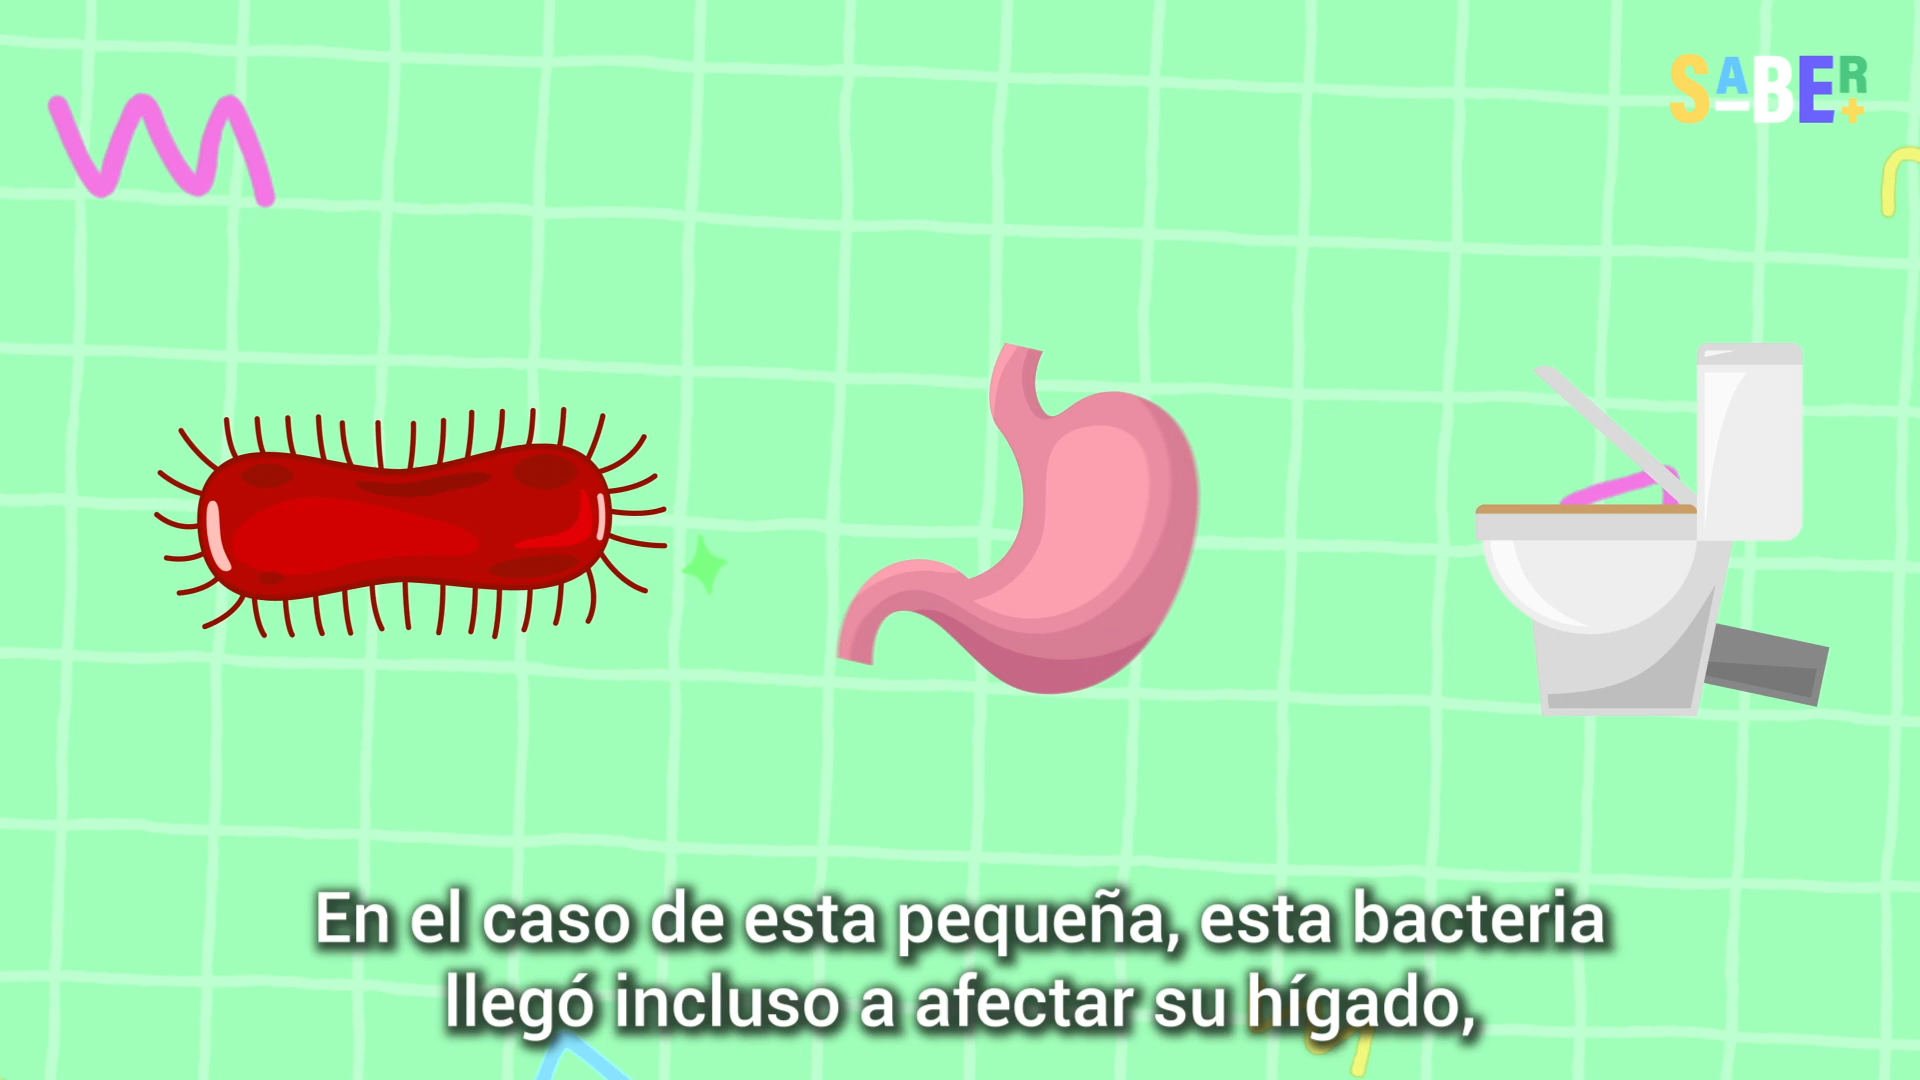 SABER+
En el caso de esta pequeña, esta bacteria
llegó incluso a afectar su hígado,